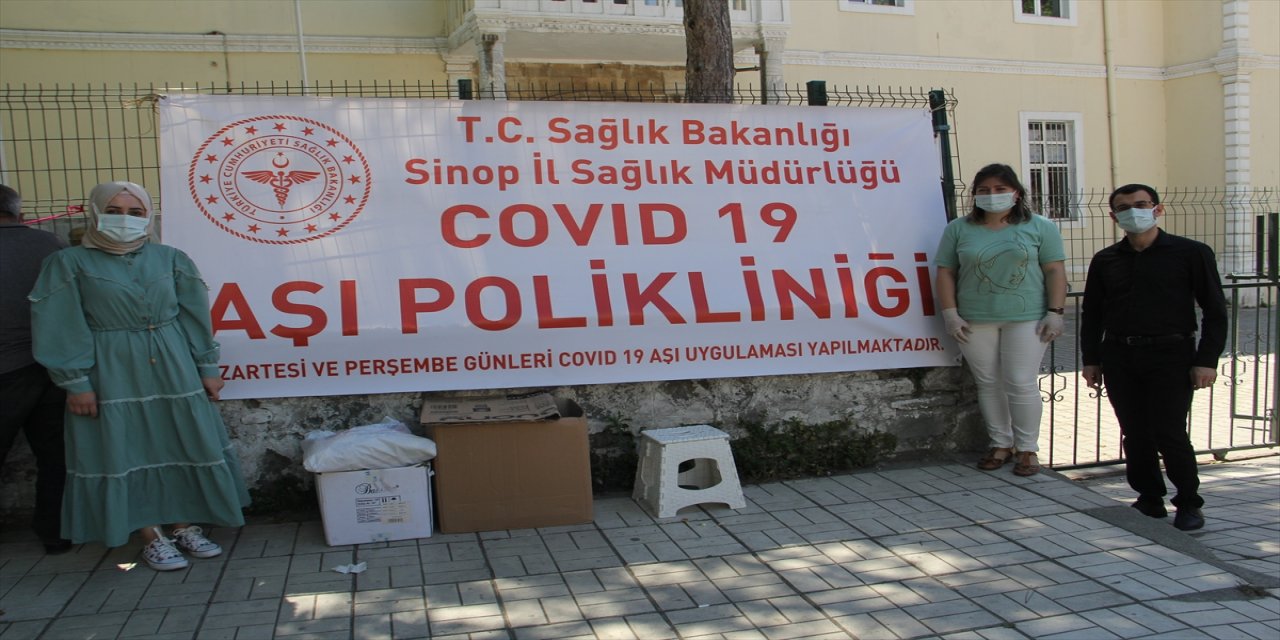 TÜRKİYE CUMHURİYETİ SAĞLIK BAKANLIĞI
T.C. Sağlık Bakanlığı
Sinop İl Sağlık Müdürlüğü
COVID 19
AŞI POLİKLİNİĞİ
ZARTESİ VE PERŞEMBE GÜNLERİ COVID 19 AŞI UYGULAMASI YAPILMAKTADIR.